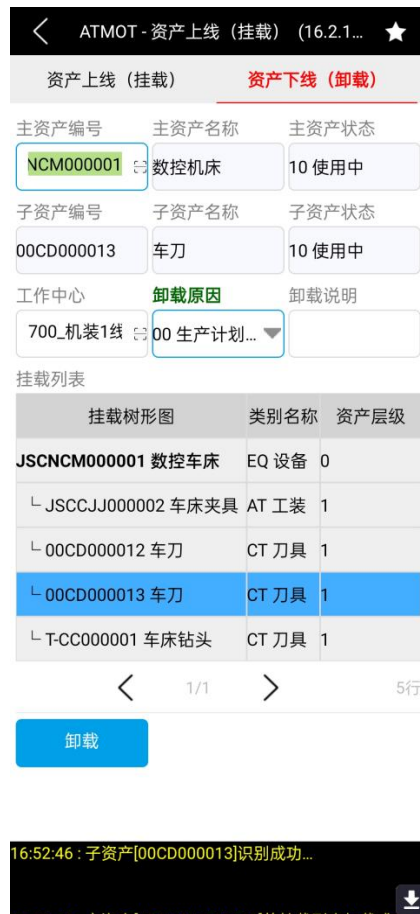 ATMOT - 资产上线（挂载） (16.2.1...
资产上线（挂载） 资产下线（卸载）
主资产编号 主资产名称 主资产状态
NCM000001 数控机床 10 使用中
子资产编号 子资产名称 子资产状态
00CD000013 车刀 10 使用中
工作中心 卸载原因 卸载说明
700_机装1线 00 生产计划...
挂载列表
挂载树形图 类别名称 资产层级
JSCNCM000001 数控车床 EQ 设备 0
└ JSCCJJ000002 车床夹具 AT 工装 1
└ 00CD000012 车刀 CT 刀具 1
└ 00CD000013 车刀 CT 刀具 1
└ T-CC000001 车床钻头 CT 刀具 1
1/1 5行
卸载
16:52:46 : 子资产[00CD000013]识别成功...